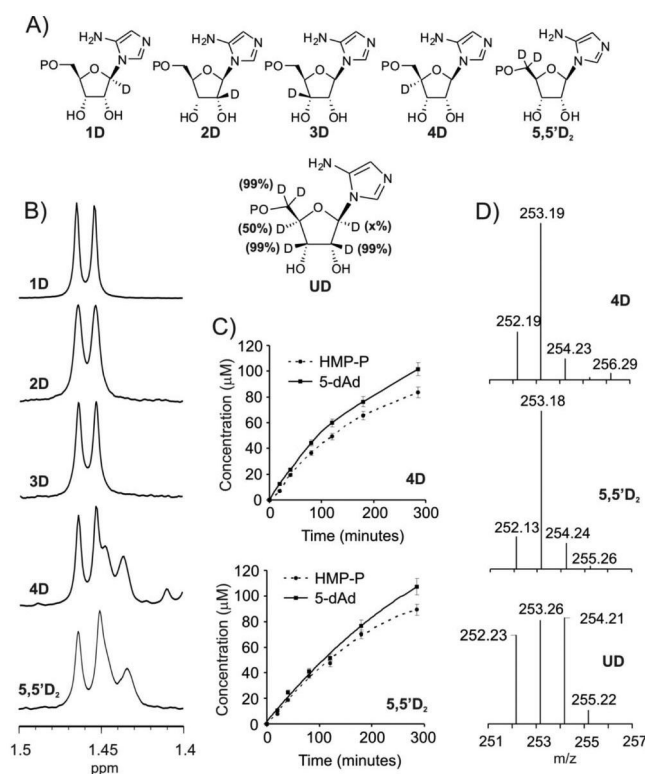 A)
H₂N N N PO O D OH OH 1D
H₂N N N PO O D OH OH 2D
H₂N N N PO O D OH OH 3D
H₂N N N PO O D OH OH 4D
H₂N N N D D PO O OH OH 5,5'D₂
H₂N N N
(99%) D D
PO O
(50%) D D (x%)
(99%) D D (99%)
OH OH
UD
B)
1D
2D
3D
4D
5,5'D₂
1.5 1.45 1.4
ppm
C)
Concentration (µM)
120
100
80
60
40
20
0
HMP-P
5-dAd
4D
0 100 200 300
Time (minutes)
Concentration (µM)
120
100
80
60
40
20
0
HMP-P
5-dAd
5,5'D₂
0 100 200 300
Time (minutes)
D)
253.19
4D
252.19
254.23
256.29
253.18
5,5'D₂
252.13
254.24
255.26
253.26
254.21
252.23
UD
255.22
251 253 255 257
m/z